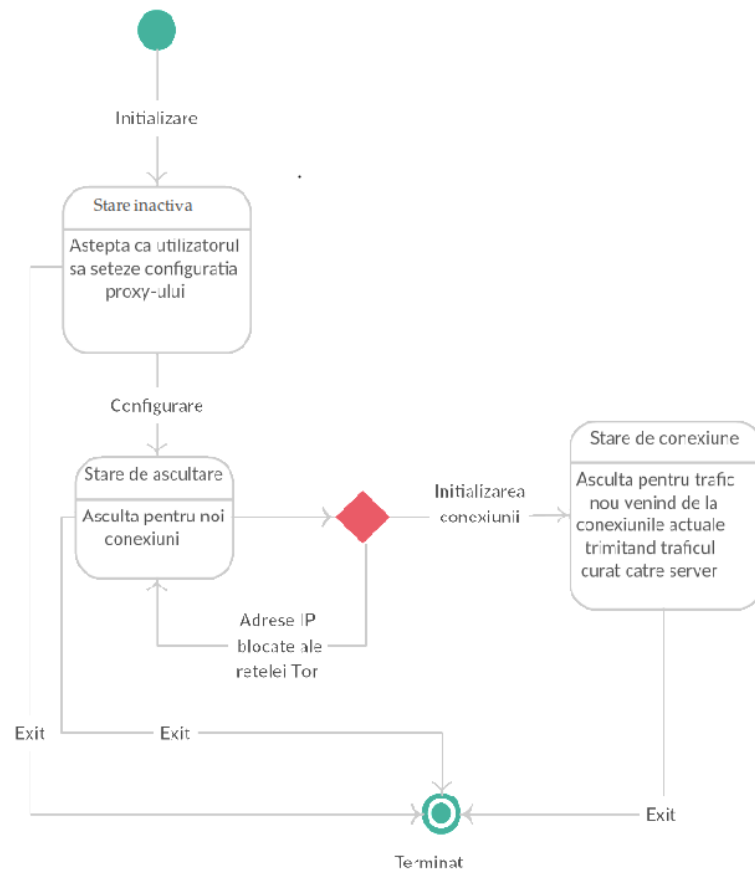 Initializare
Stare inactiva
Astepta ca utilizatorul
sa seteze configuratia
proxy-ului
Configurare
Stare de ascultare
Asculta pentru noi
conexiuni
Initializarea
conexiunii
Stare de conexiune
Asculta pentru trafic
nou venind de la
conexiunile actuale
trimitand traficul
curat catre server
Adrese IP
blocate ale
retelei Tor
Exit
Exit
Exit
Terminat